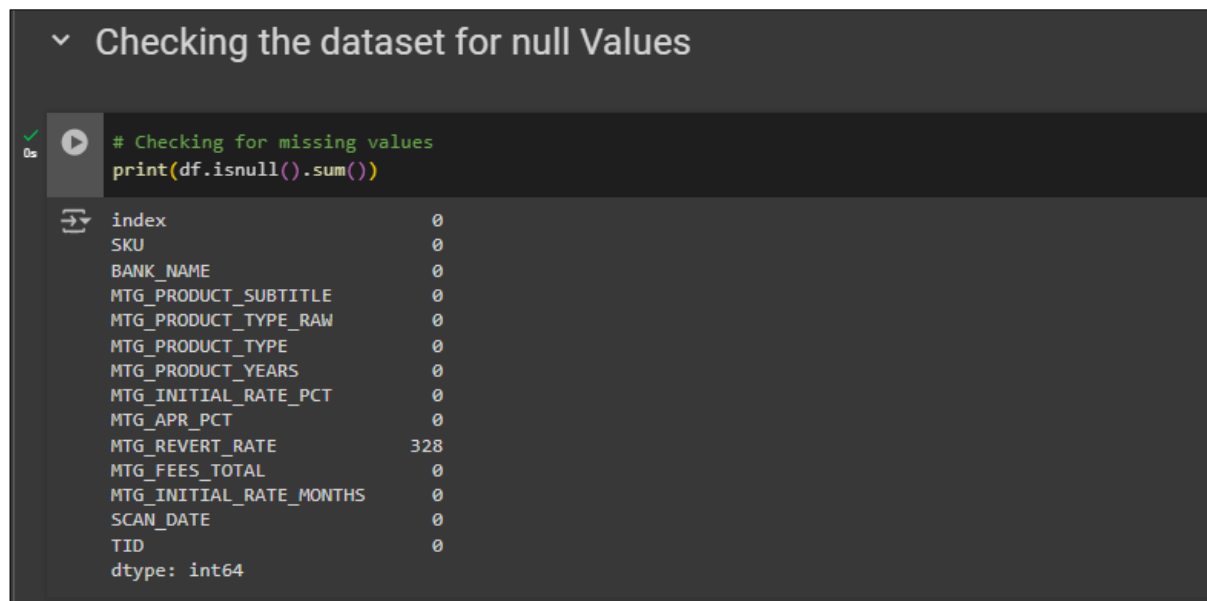 Checking the dataset for null Values
# Checking for missing values
0s
print(df.isnull().sum())
index 0
SKU 0
BANK_NAME 0
MTG_PRODUCT_SUBTITLE 0
MTG_PRODUCT_TYPE_RAW 0
MTG_PRODUCT_TYPE 0
MTG_PRODUCT_YEARS 0
MTG_INITIAL_RATE_PCT 0
MTG_APR_PCT 0
MTG_REVERT_RATE 328
MTG_FEES_TOTAL 0
MTG_INITIAL_RATE_MONTHS 0
SCAN_DATE 0
TID 0
dtype: int64